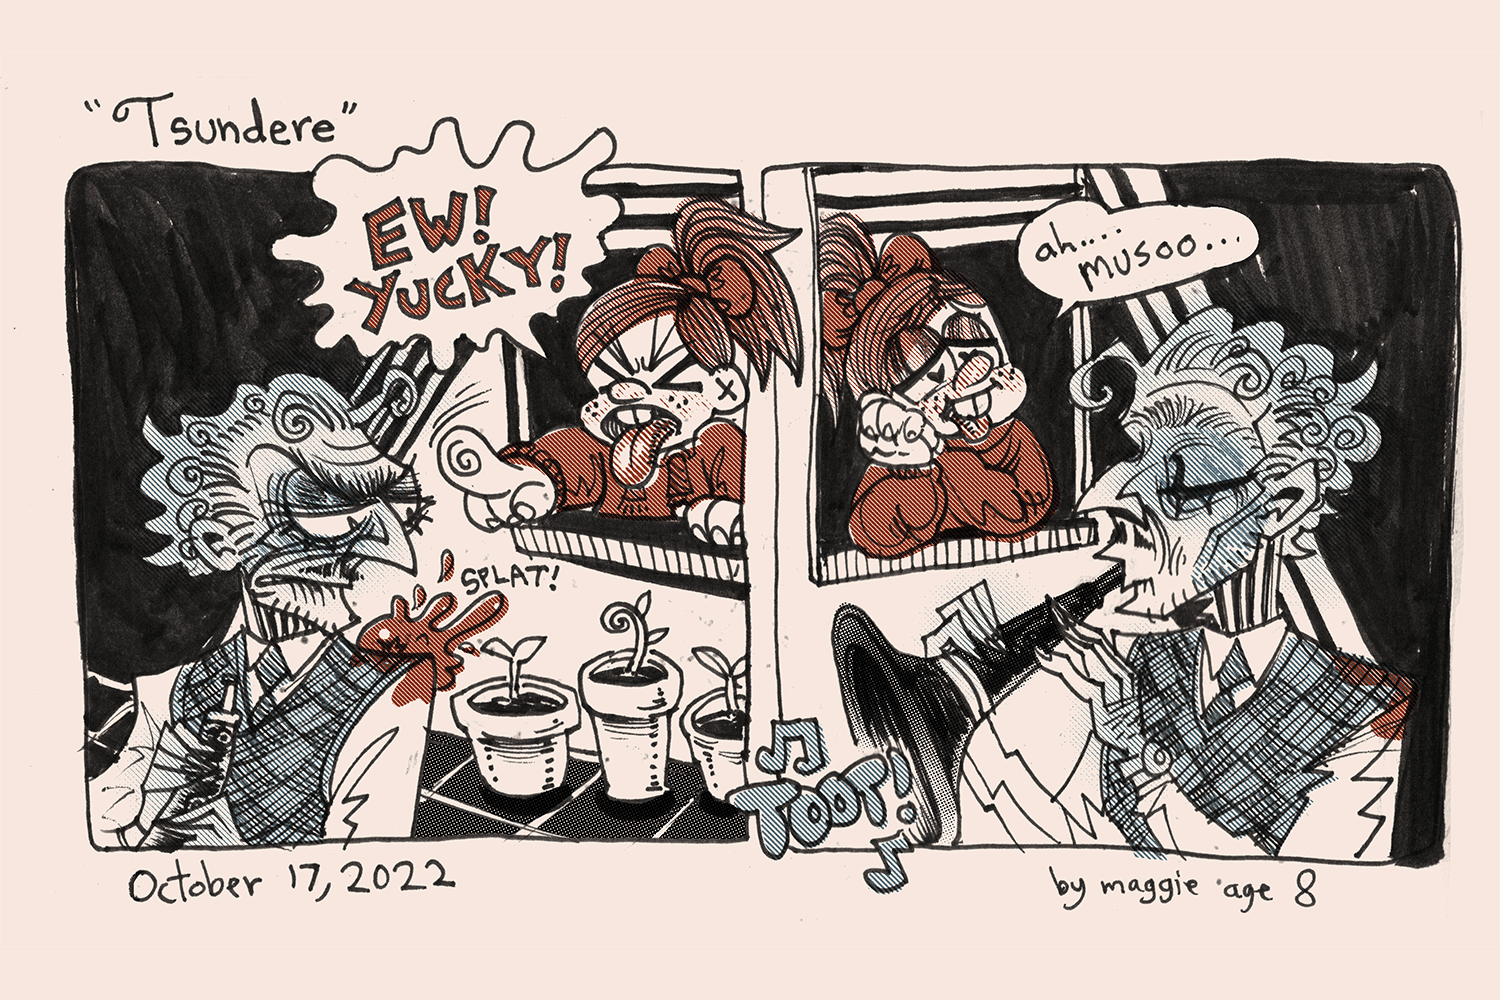 "Tsundere"
EW!
YUCKY!
SPLAT!
ah....
musoo...
TOOT!
October 17, 2022
by maggie age 8